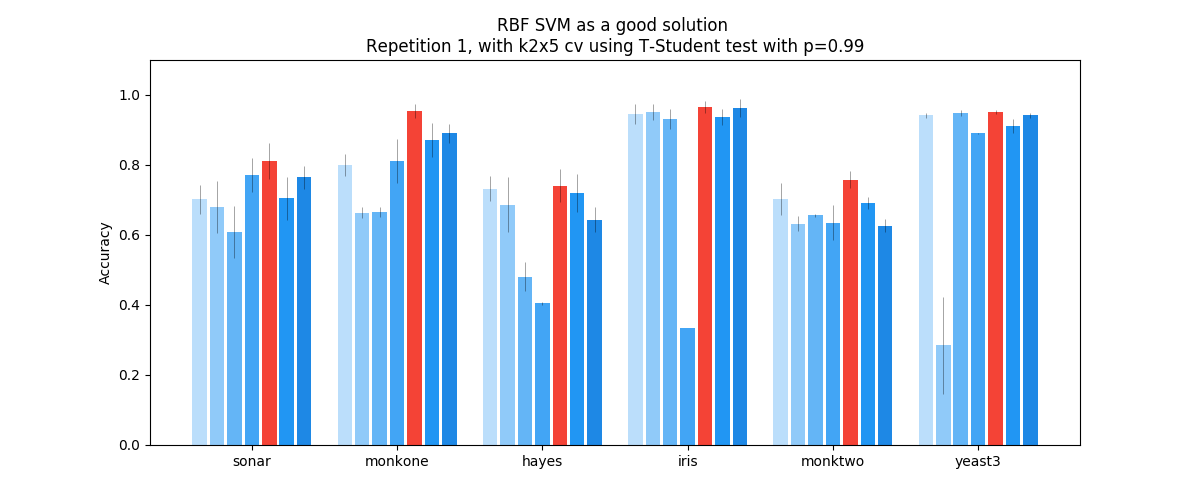 RBF SVM as a good solution
Repetition 1, with k2x5 cv using T-Student test with p=0.99
1.0
0.8
0.6
0.4
0.2
0.0
Accuracy
sonar monkone hayes iris monktwo yeast3